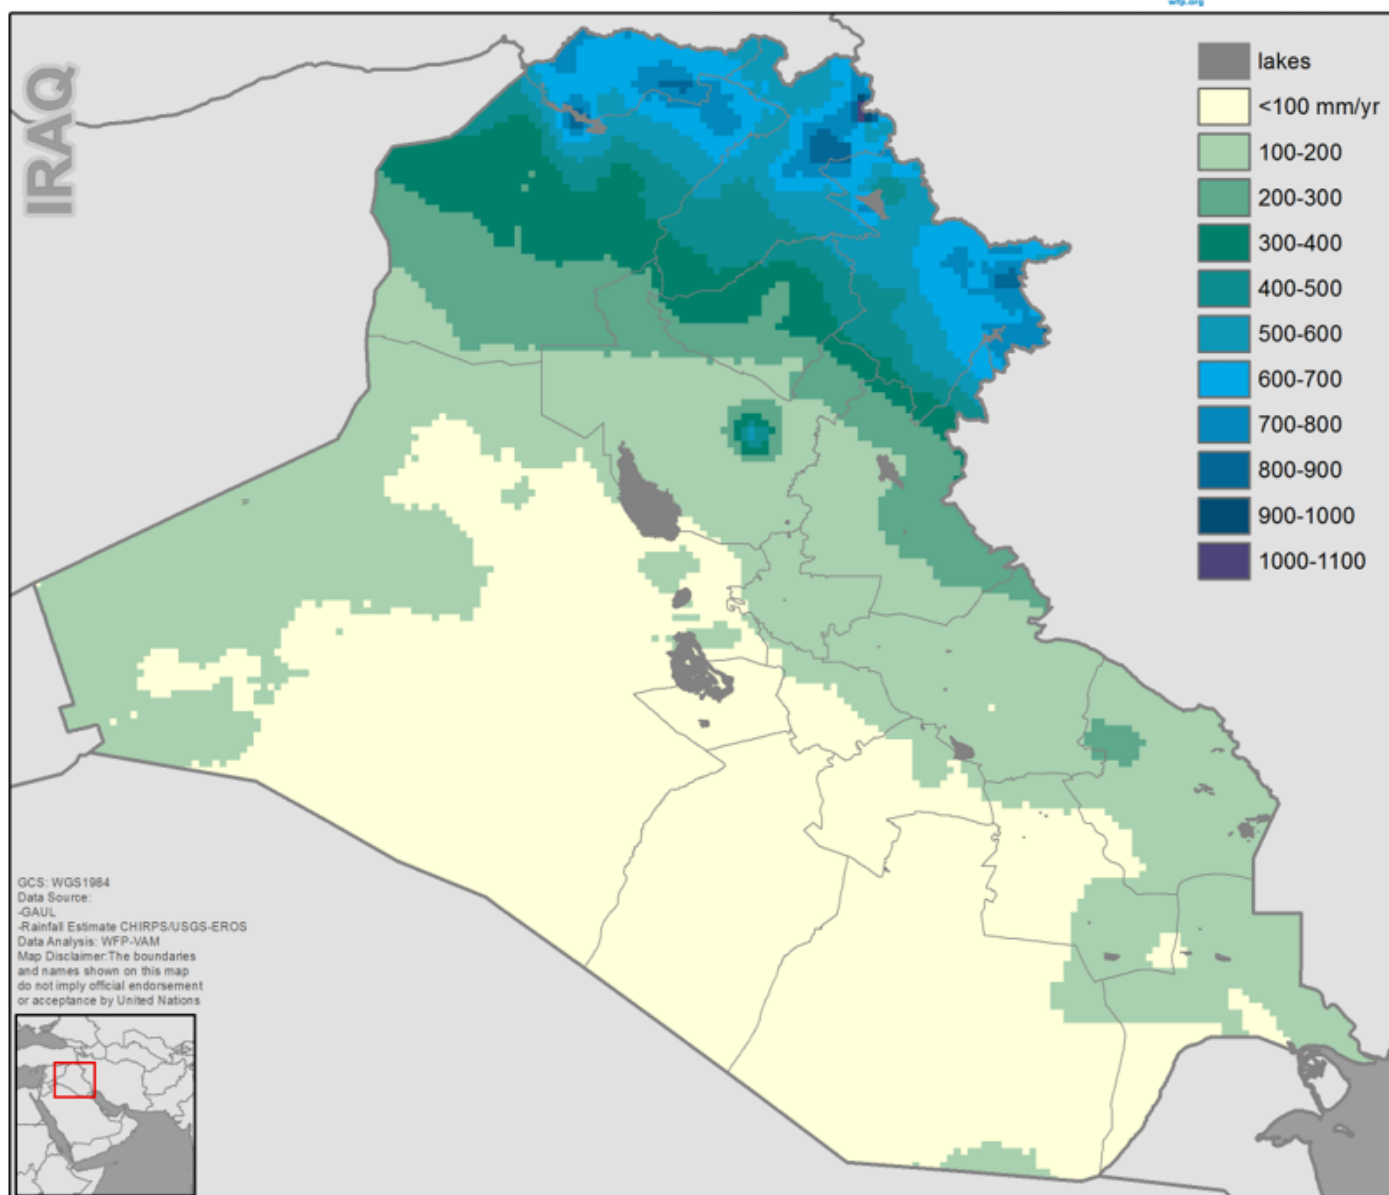 wfp.org
IRAQ
lakes
<100 mm/yr
100-200
200-300
300-400
400-500
500-600
600-700
700-800
800-900
900-1000
1000-1100
GCS: WGS1984
Data Source:
-GAUL
-Rainfall Estimate CHIRPS/USGS-EROS
Data Analysis: WFP-VAM
Map Disclaimer:The boundaries
and names shown on this map
do not imply official endorsement
or acceptance by United Nations